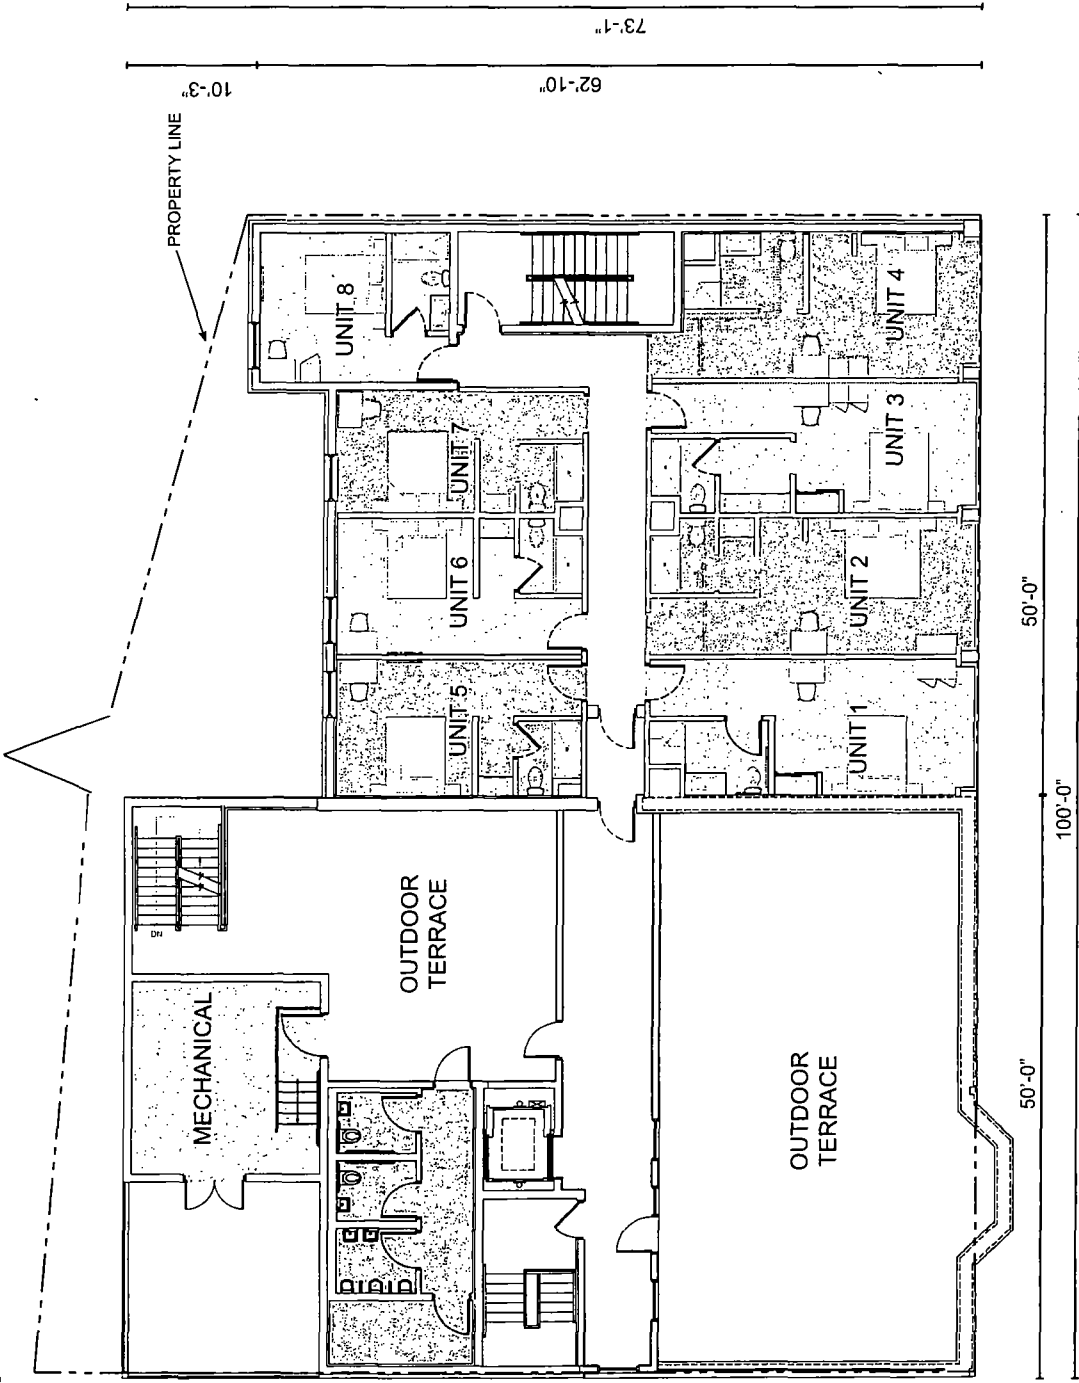 73'-1"
10'-3"
62'-10"
PROPERTY LINE
UNIT 8
UNIT 7
UNIT 6
UNIT 5
UNIT 4
UNIT 3
UNIT 2
UNIT 1
DN
MECHANICAL
OUTDOOR
TERRACE
OUTDOOR
TERRACE
50'-0"
50'-0"
100'-0"